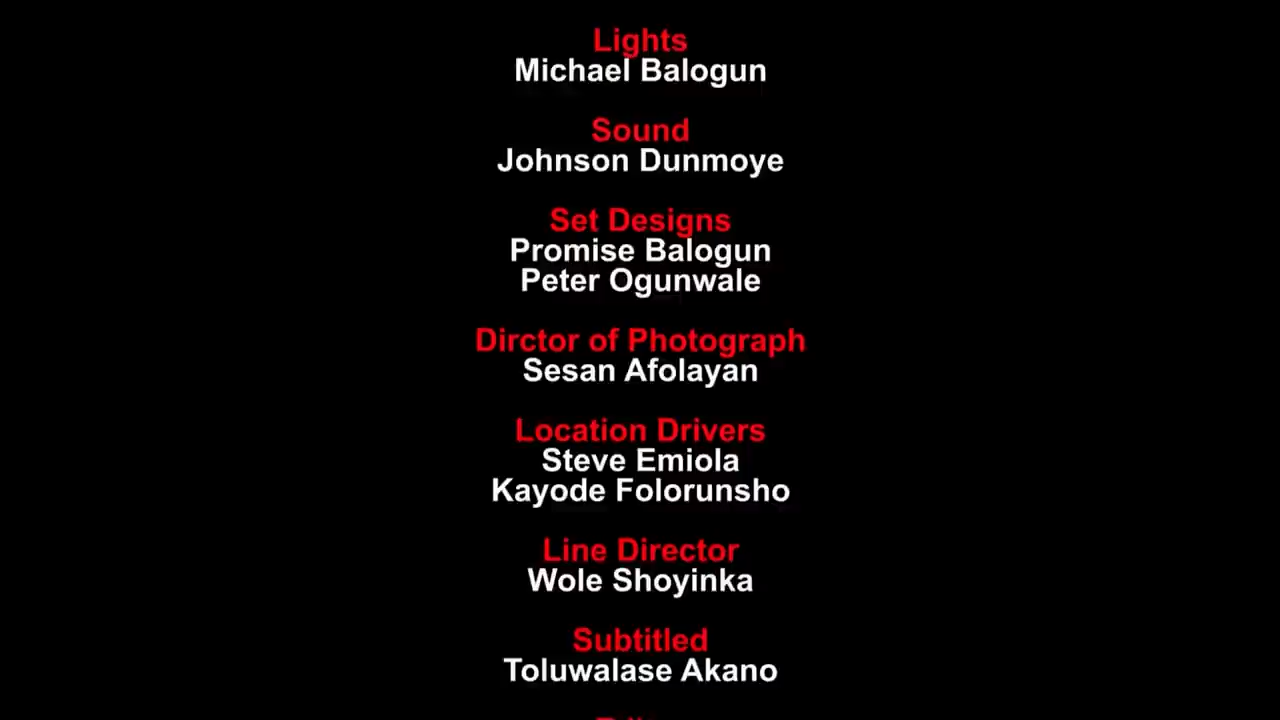 Lights
Michael Balogun
Sound
Johnson Dunmoye
Set Designs
Promise Balogun
Peter Ogunwale
Dirctor of Photograph
Sesan Afolayan
Location Drivers
Steve Emiola
Kayode Folorunsho
Line Director
Wole Shoyinka
Subtitled
Toluwalase Akano